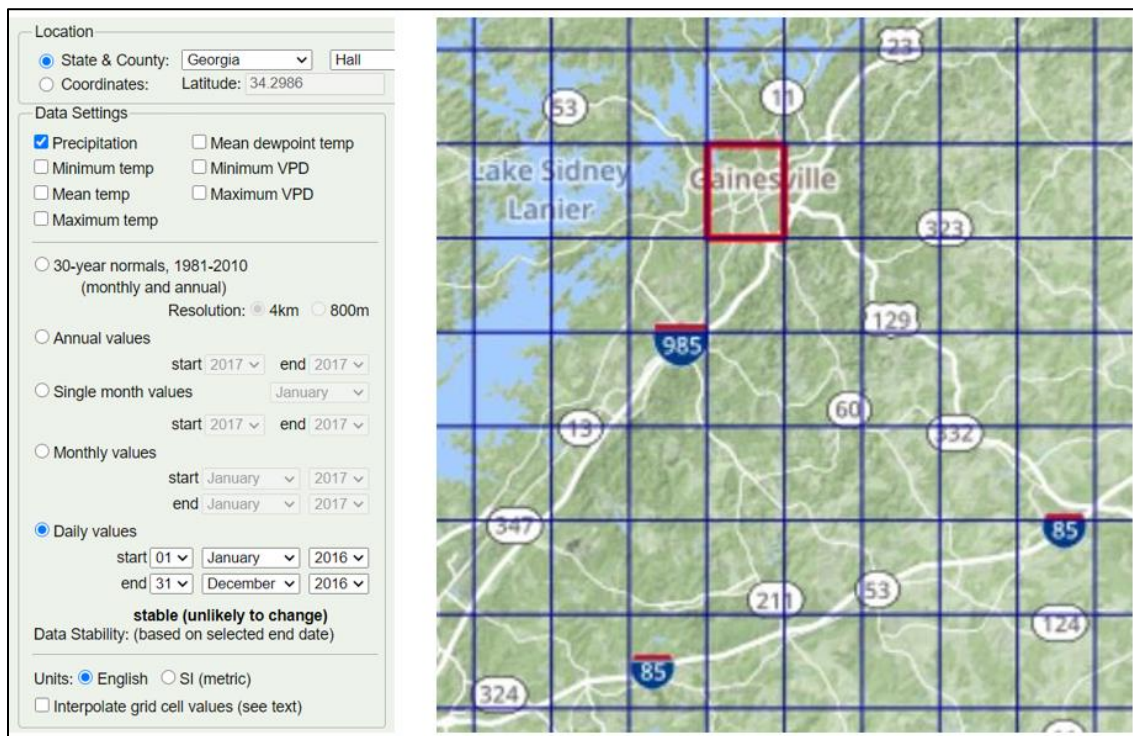 Location
State & County: Georgia Hall
Coordinates: Latitude: 34.2986
Data Settings
Precipitation Mean dewpoint temp
Minimum temp Minimum VPD
Mean temp Maximum VPD
Maximum temp
30-year normals, 1981-2010
(monthly and annual)
Resolution: 4km 800m
Annual values
start 2017 end 2017
Single month values January
start 2017 end 2017
Monthly values
start January 2017
end January 2017
Daily values
start 01 January 2016
end 31 December 2016
stable (unlikely to change)
Data Stability: (based on selected end date)
Units: English SI (metric)
Interpolate grid cell values (see text)
23
53
11
Lake Sidney
Lanier
Gainesville
323
129
985
60
13
332
347
85
211
53
124
85
324